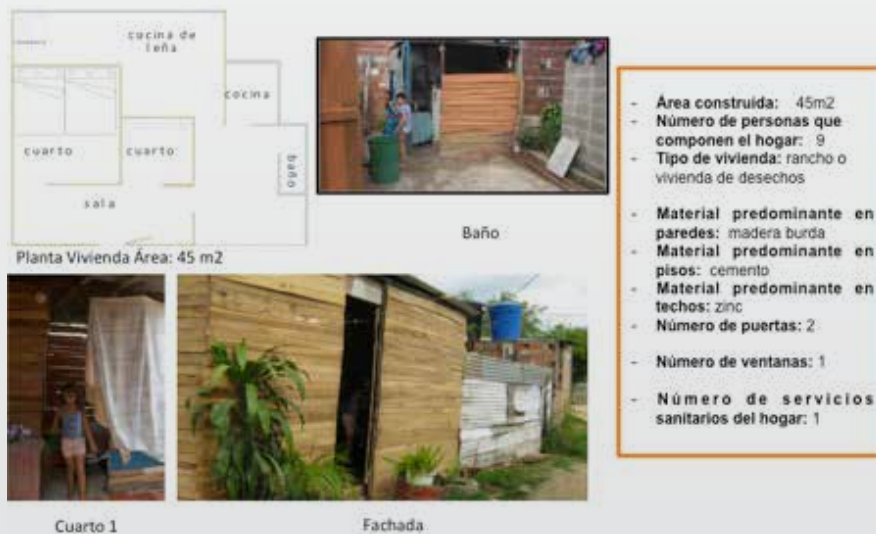 cocina de
leña
cocina
cuarto
cuarto
baño
sala
Planta Vivienda Área: 45 m2
Baño
Cuarto 1
Fachada
- Área construida: 45m2
- Número de personas que
componen el hogar: 9
- Tipo de vivienda: rancho o
vivienda de desechos
- Material predominante en
paredes: madera burda
- Material predominante en
pisos: cemento
- Material predominante en
techos: zinc
- Número de puertas: 2
- Número de ventanas: 1
- Número de servicios
sanitarios del hogar: 1